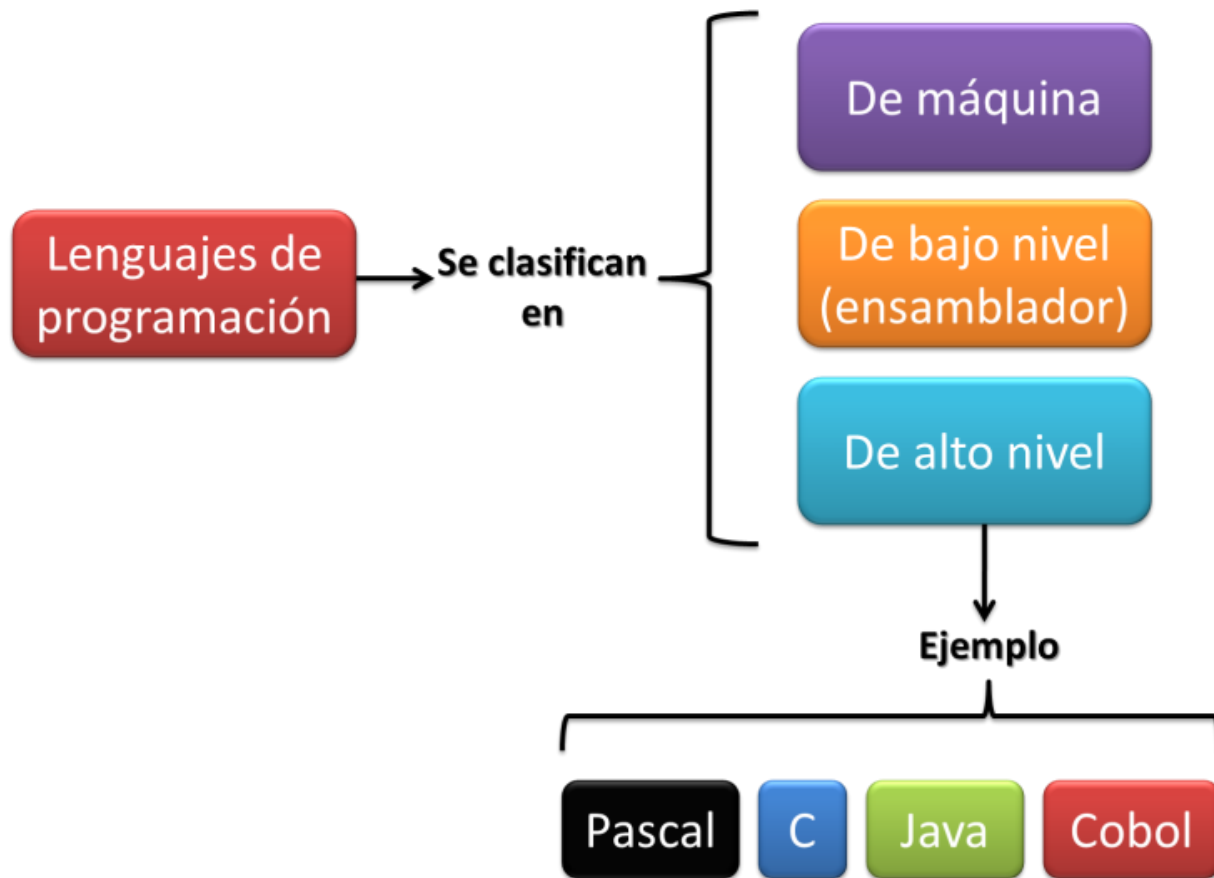 De máquina
Lenguajes de
programación
Se clasifican
en
De bajo nivel
(ensamblador)
De alto nivel
Ejemplo
Pascal
C
Java
Cobol